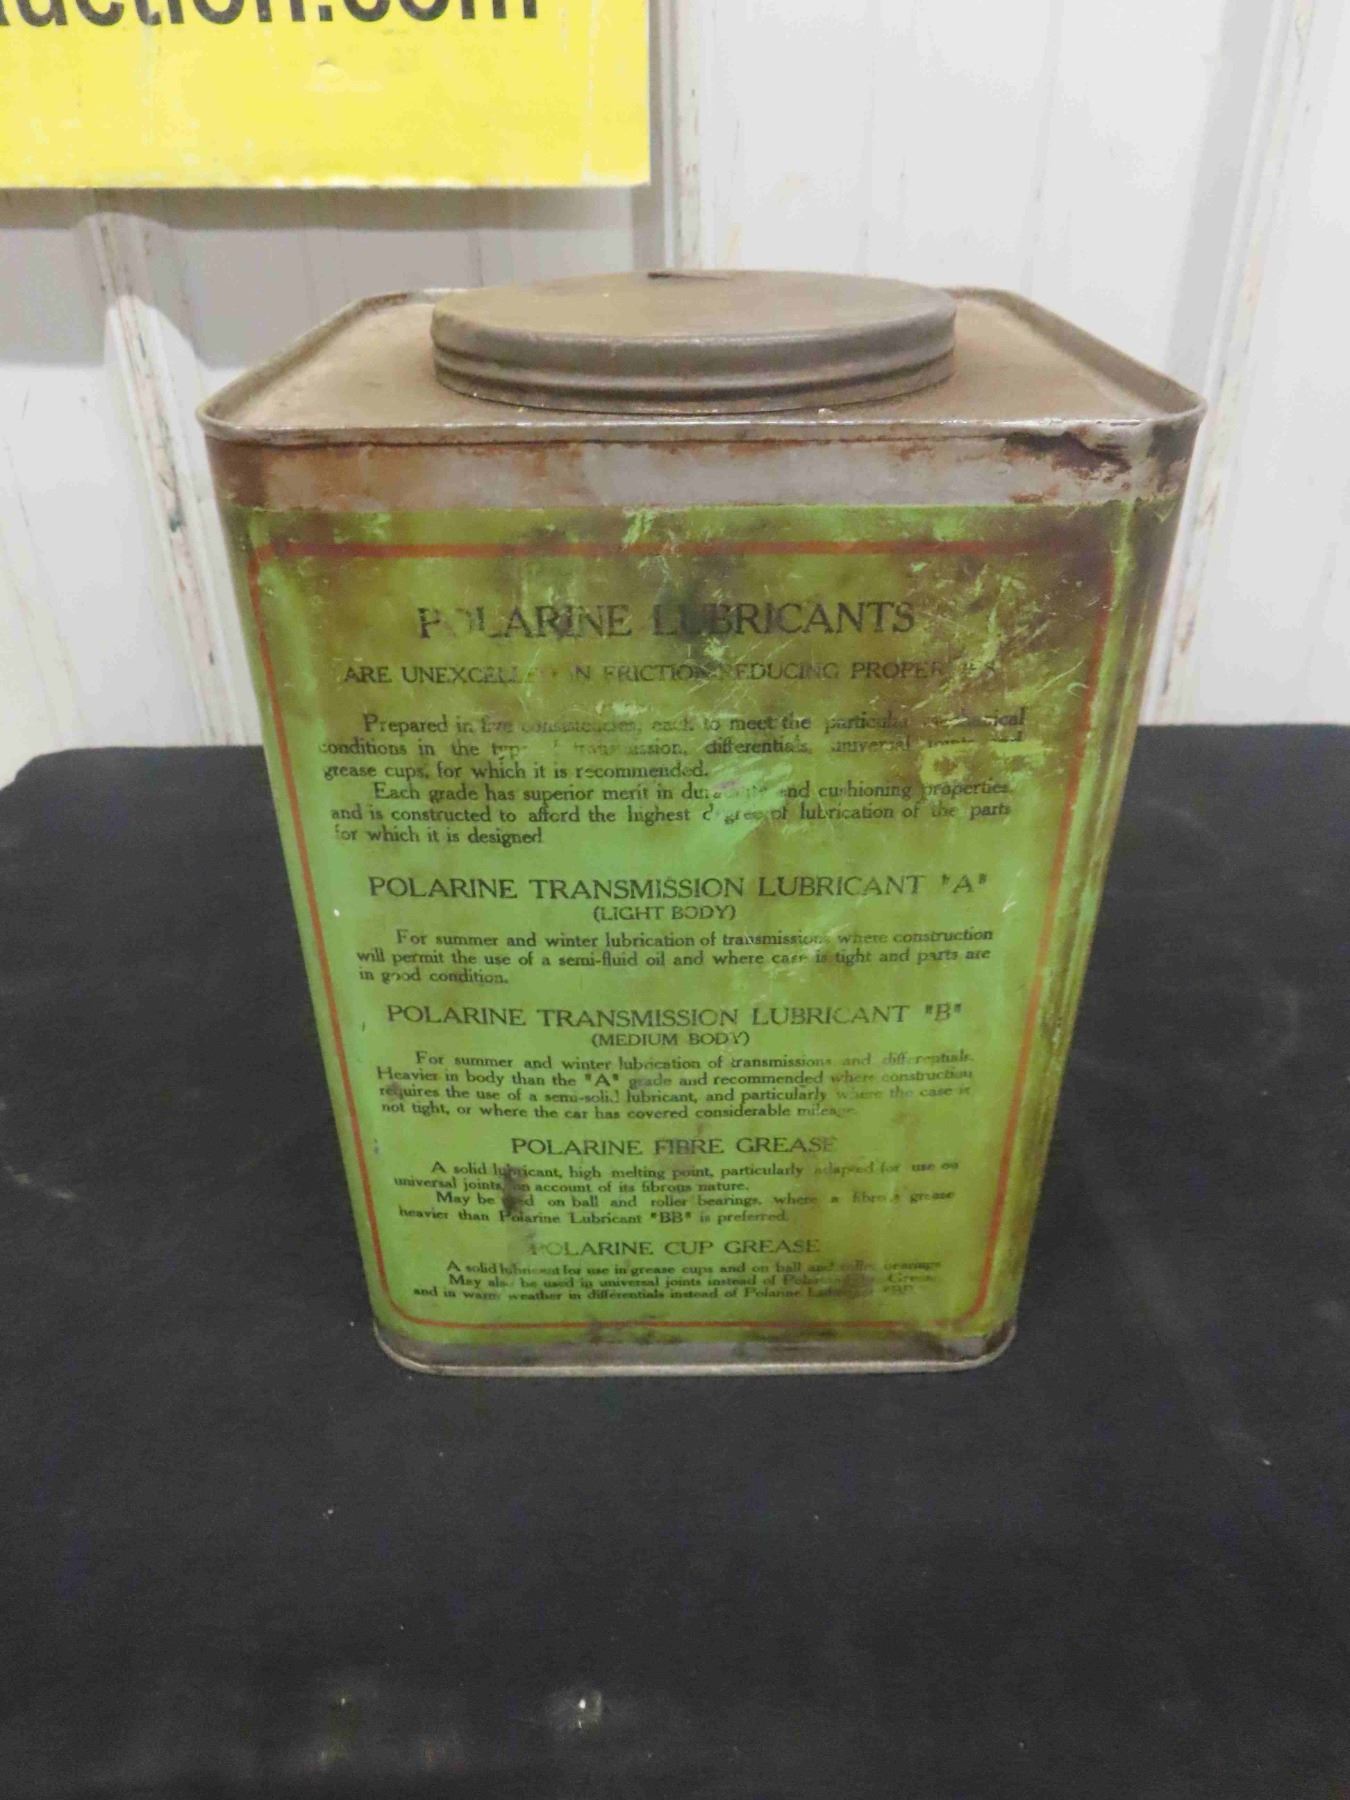 uction.com
POLARINE LUBRICANTS
ARE UNEXCELLED IN FRICTION-REDUCING PROPERTIES
Prepared in five consistencies, each to meet the particular mechanical
conditions in the type of transmission, differentials, universal joints and
grease cups, for which it is recommended.
Each grade has superior merit in durability and cushioning properties,
and is constructed to afford the highest degree of lubrication of the parts
for which it is designed
POLARINE TRANSMISSION LUBRICANT "A"
(LIGHT BODY)
For summer and winter lubrication of transmissions where construction
will permit the use of a semi-fluid oil and where case is tight and parts are
in good condition.
POLARINE TRANSMISSION LUBRICANT "B"
(MEDIUM BODY)
For summer and winter lubrication of transmissions and differentials.
Heavier in body than the "A" grade and recommended where construction
requires the use of a semi-solid lubricant, and particularly where the case is
not tight, or where the car has covered considerable mileage.
POLARINE FIBRE GREASE
A solid lubricant, high melting point, particularly adapted for use on
universal joints, on account of its fibrous nature.
May be used on ball and roller bearings, where a fibrous grease
heavier than Polarine Lubricant "BB" is preferred.
POLARINE CUP GREASE
A solid lubricant for use in grease cups and on ball and roller bearings
May also be used in universal joints instead of Polarine Grease
and in warm weather in differentials instead of Polarine